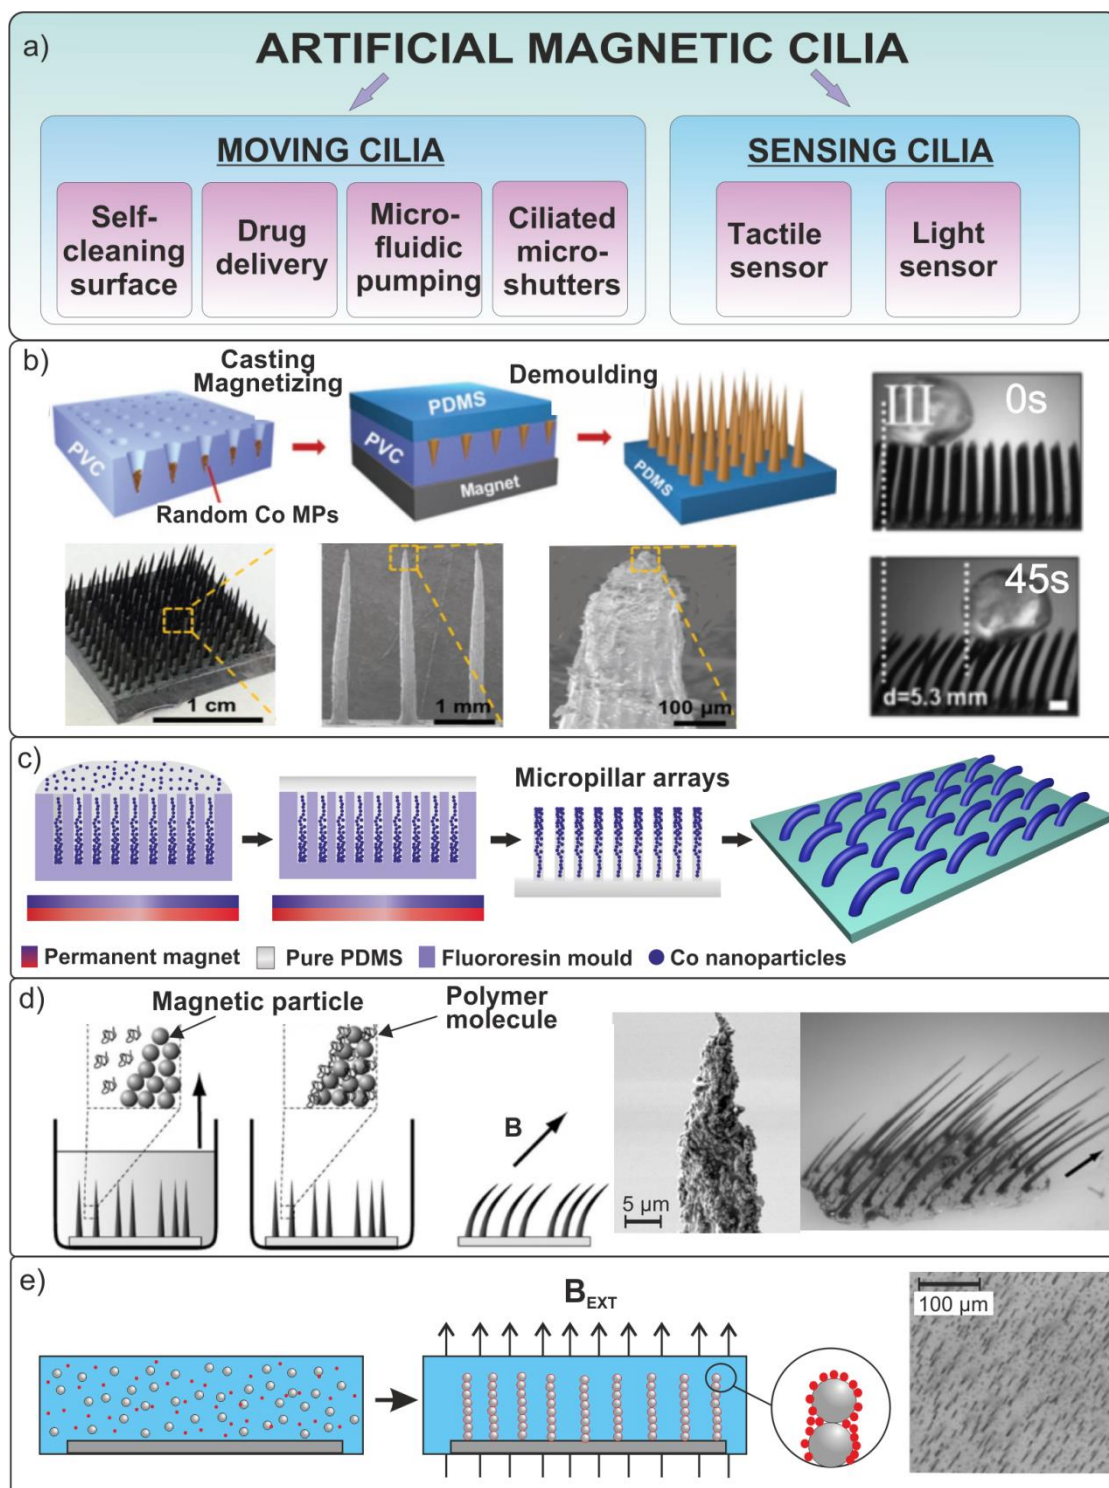 a)
ARTIFICIAL MAGNETIC CILIA
MOVING CILIA
Self-
cleaning
surface
Drug
delivery
Micro-
fluidic
pumping
Ciliated
micro-
shutters
SENSING CILIA
Tactile
sensor
Light
sensor
b)
Casting
Magnetizing
Demoulding
PVC
Random Co MPs
PDMS
PVC
Magnet
PDMS
III
0s
1 cm
1 mm
100 μm
45s
d=5.3 mm
c)
Micropillar arrays
Permanent magnet
Pure PDMS
Fluororesin mould
Co nanoparticles
d)
Magnetic particle
Polymer
molecule
B
5 μm
e)
BEXT
100 μm